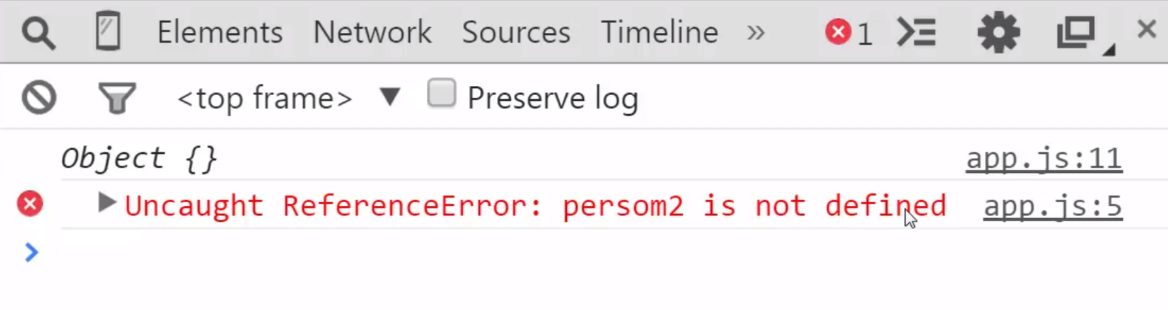 Elements Network Sources Timeline » 1
<top frame> ▼ Preserve log
Object {} app.js:11
Uncaught ReferenceError: persom2 is not defined app.js:5